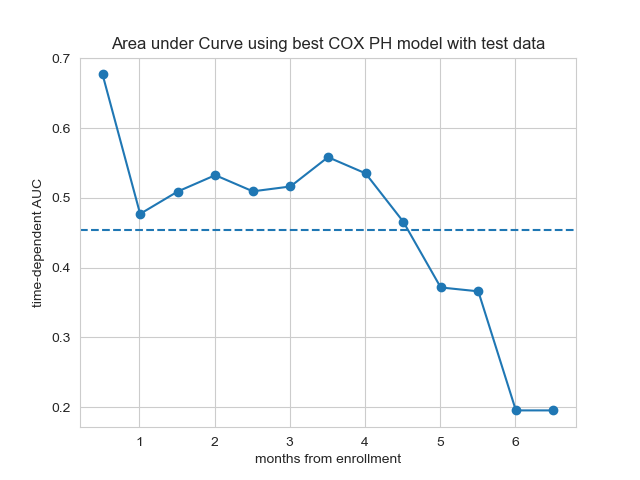 Area under Curve using best COX PH model with test data
time-dependent AUC
0.7
0.6
0.5
0.4
0.3
0.2
1 2 3 4 5 6
months from enrollment